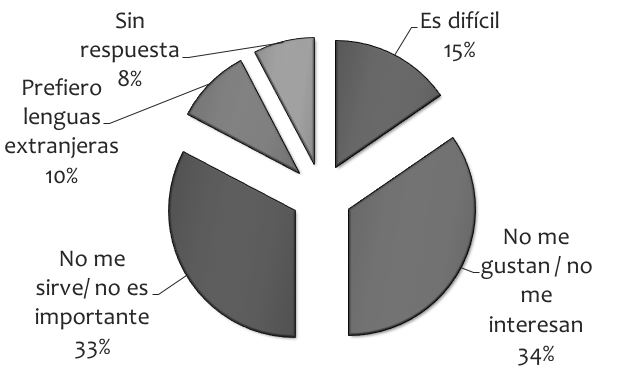 Sin
respuesta
8%
Es difícil
15%
Prefiero
lenguas
extranjeras
10%
No me
sirve/ no es
importante
33%
No me
gustan / no
me
interesan
34%